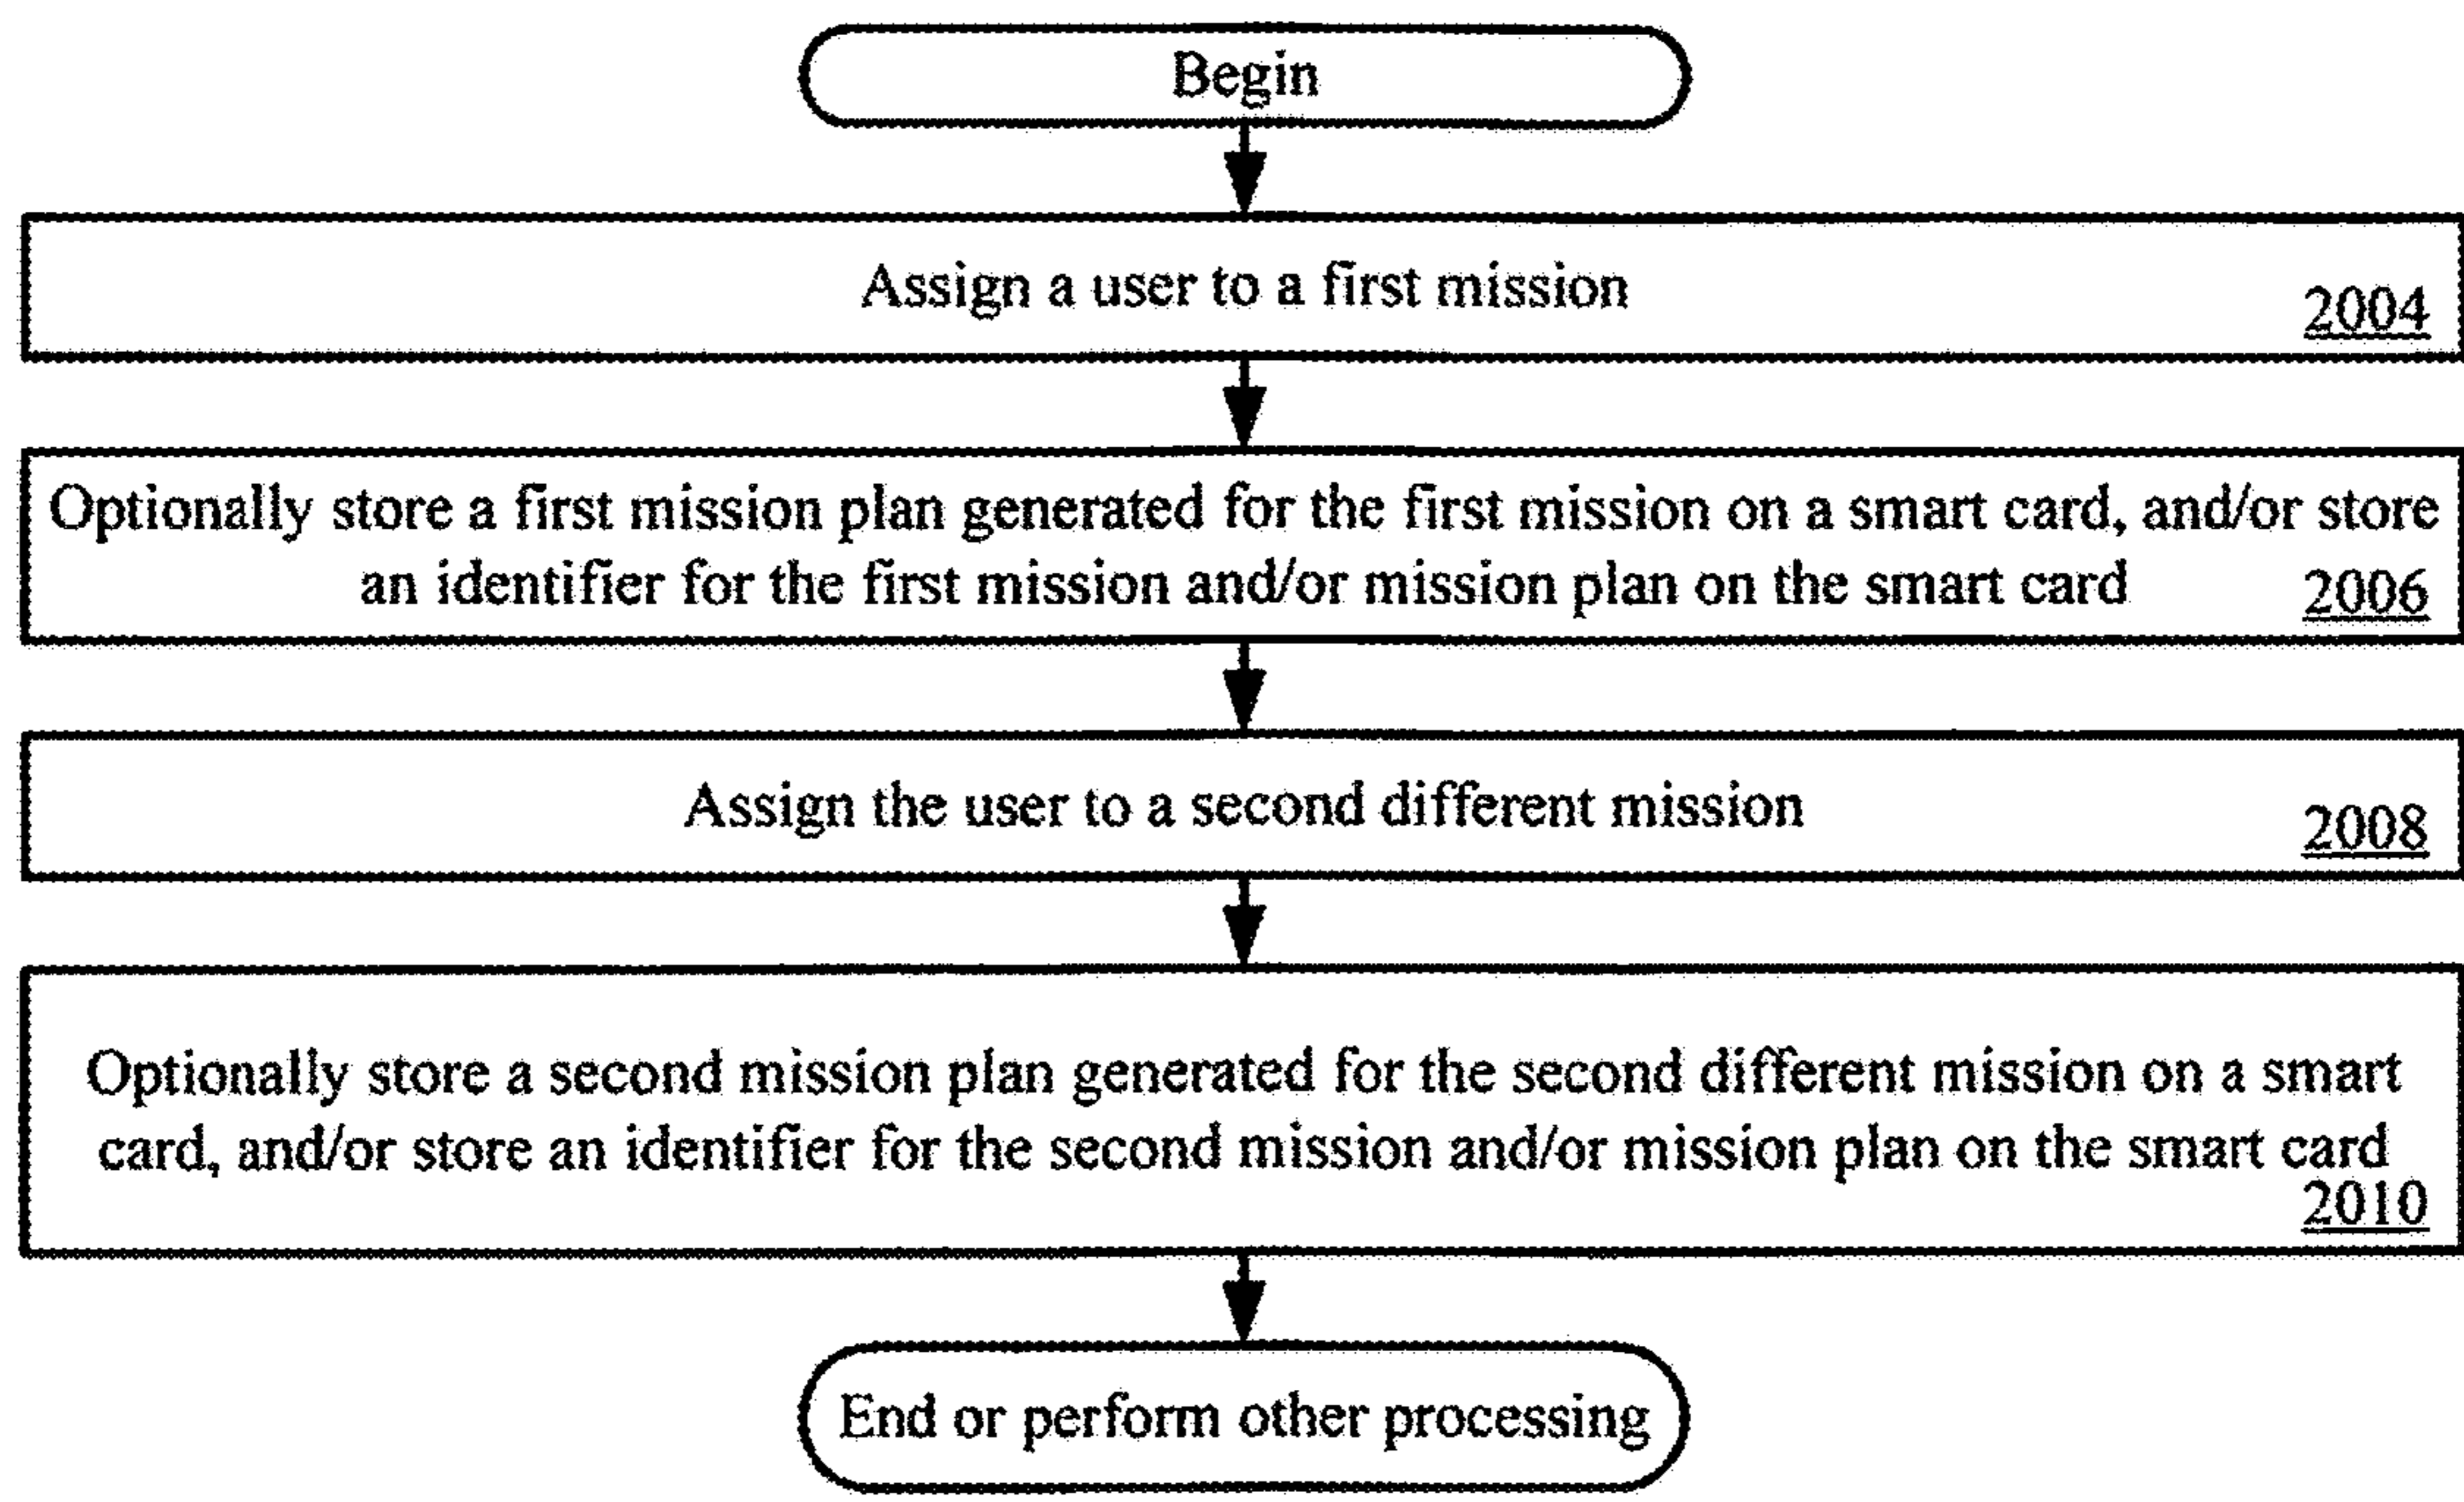 Begin
Assign a user to a first mission
2004
Optionally store a first mission plan generated for the first mission on a smart card, and/or store
an identifier for the first mission and/or mission plan on the smart card
2006
Assign the user to a second different mission
2008
Optionally store a second mission plan generated for the second different mission on a smart
card, and/or store an identifier for the second mission and/or mission plan on the smart card
2010
End or perform other processing